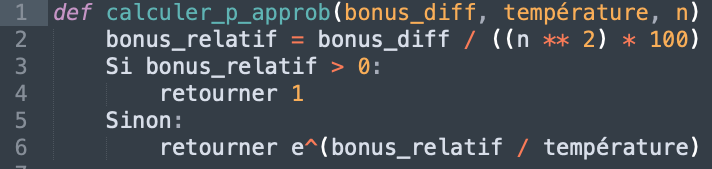 1 def calculer_p_approb(bonus_diff, température, n)
2 bonus_relatif = bonus_diff / ((n ** 2) * 100)
3 Si bonus_relatif > 0:
4 retourner 1
5 Sinon:
6 retourner e^(bonus_relatif / température)